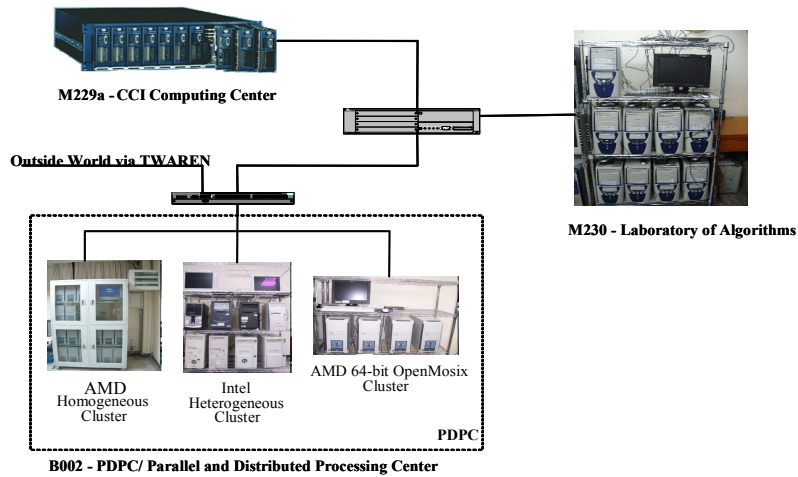 M229a - CCI Computing Center
Outside World via TWAREN
M230 - Laboratory of Algorithms
AMD
Homogeneous
Cluster
Intel
Heterogeneous
Cluster
AMD 64-bit OpenMosix
Cluster
PDPC
B002 - PDPC/ Parallel and Distributed Processing Center